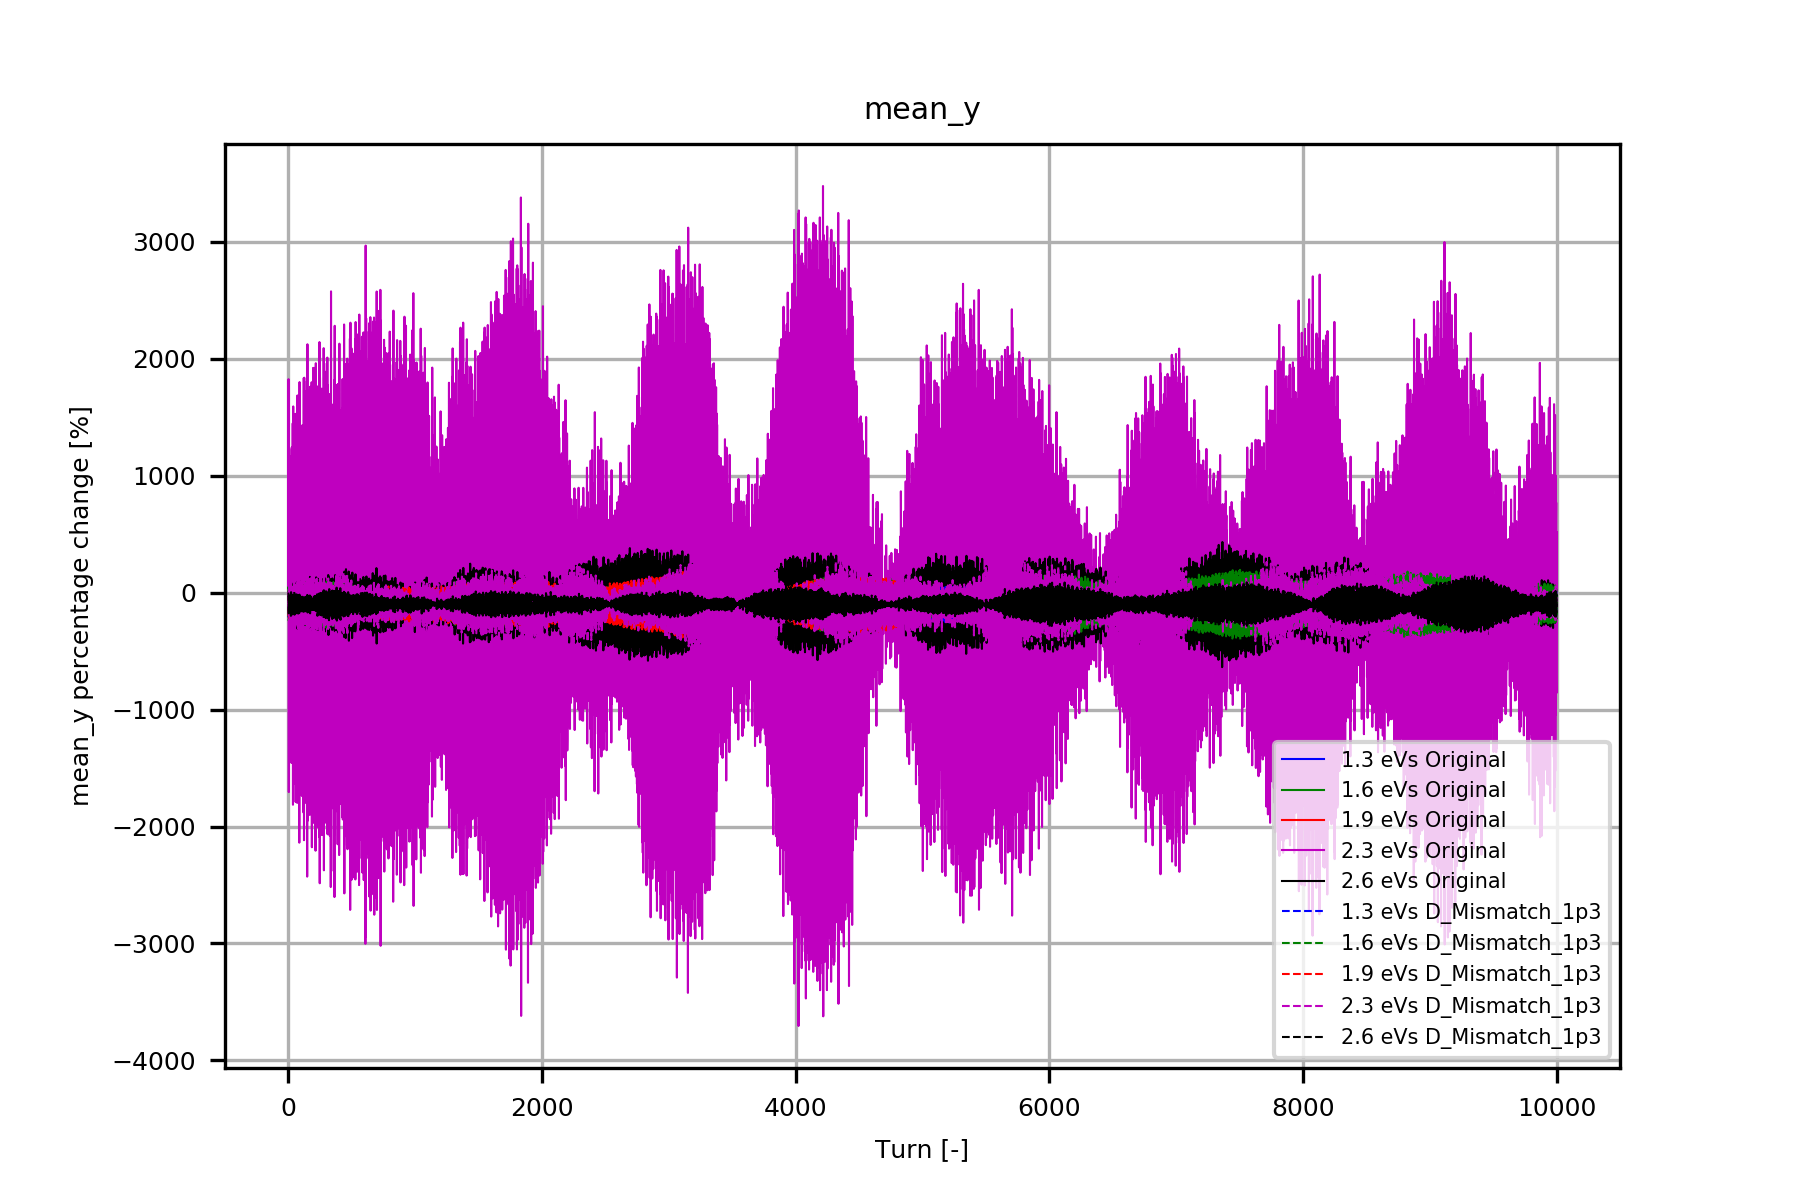 mean_y
mean_y percentage change [%]
3000
2000
1000
0
−1000
−2000
−3000
−4000
1.3 eVs Original
1.6 eVs Original
1.9 eVs Original
2.3 eVs Original
2.6 eVs Original
1.3 eVs D_Mismatch_1p3
1.6 eVs D_Mismatch_1p3
1.9 eVs D_Mismatch_1p3
2.3 eVs D_Mismatch_1p3
2.6 eVs D_Mismatch_1p3
0 2000 4000 6000 8000 10000
Turn [-]